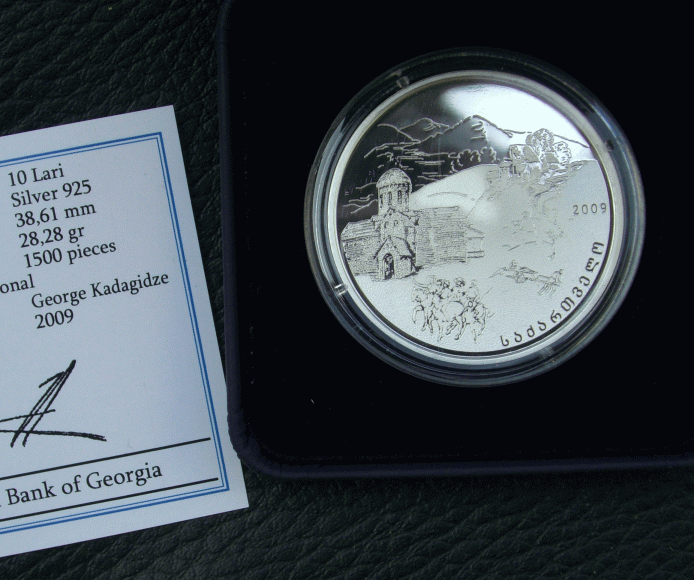 10 Lari
Silver 925
38,61 mm
28,28 gr
1500 pieces
onal
George Kadagidze
2009
Bank of Georgia
2009
საქართველო